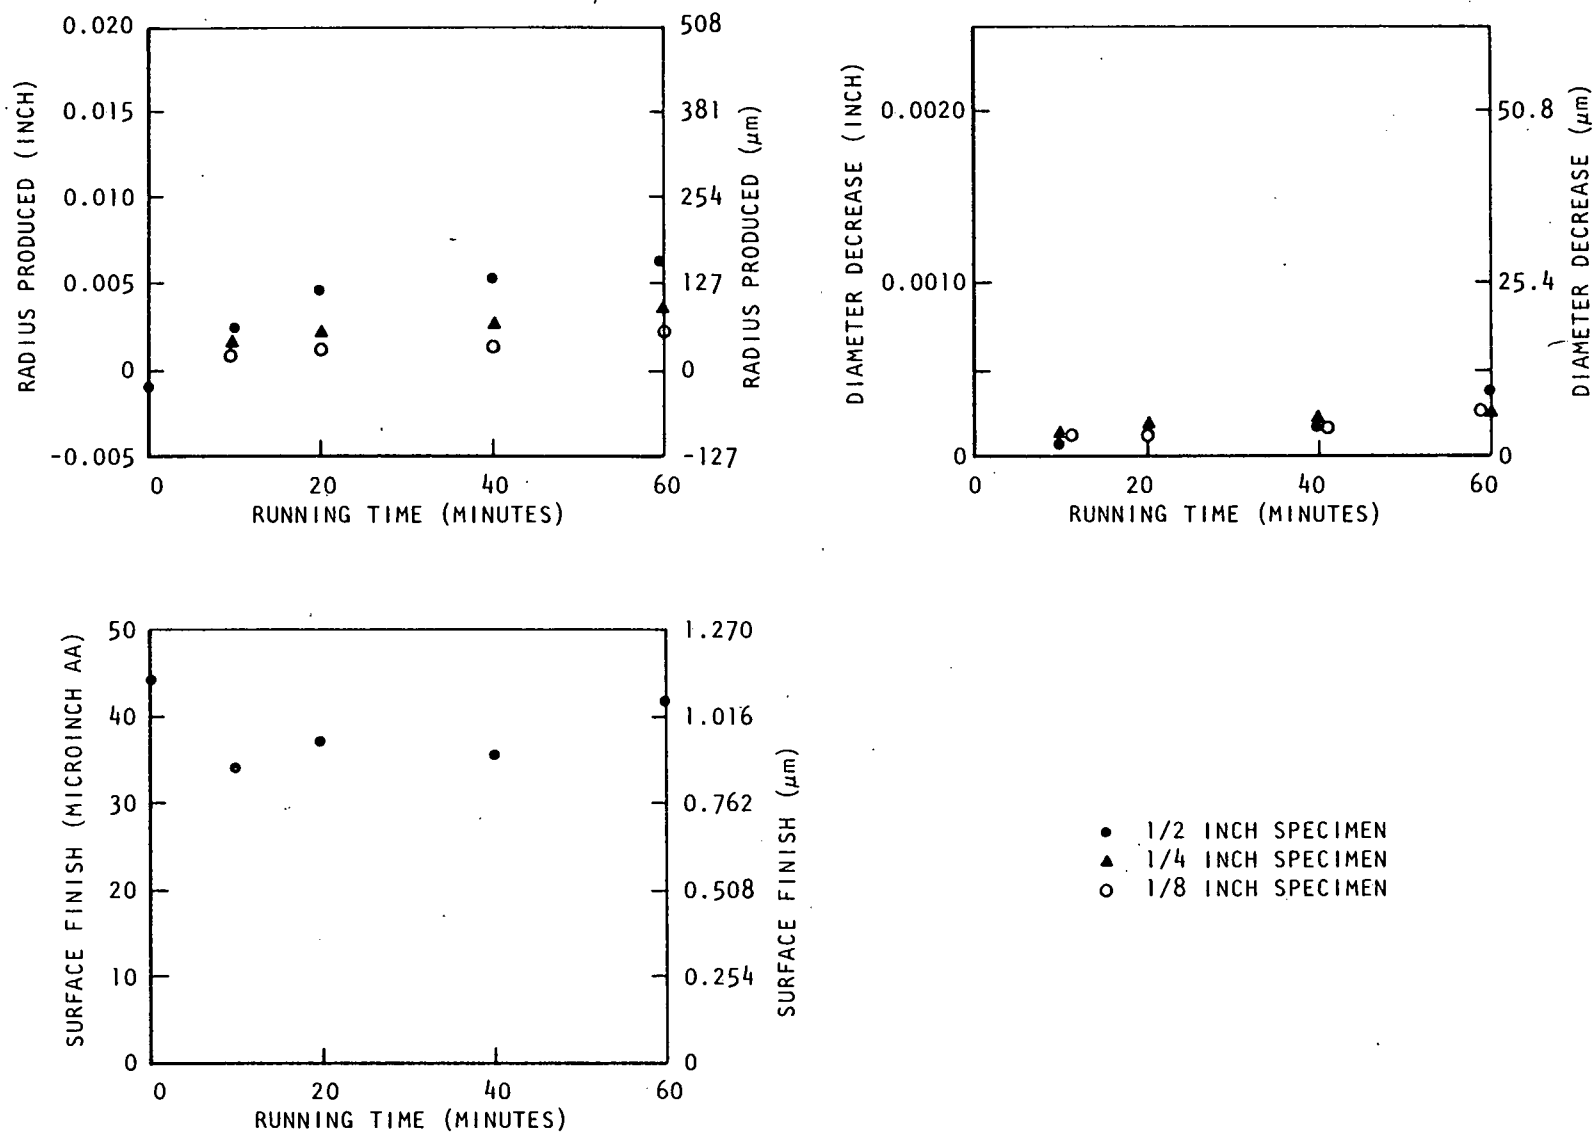 RADIUS PRODUCED (INCH)
0.020
0.015
0.010
0.005
0
-0.005
508
381
254
127
0
-127
RADIUS PRODUCED (µm)
0 20 40 60
RUNNING TIME (MINUTES)
DIAMETER DECREASE (INCH)
0.0020
0.0010
0
50.8
25.4
0
DIAMETER DECREASE (µm)
0 20 40 60
RUNNING TIME (MINUTES)
SURFACE FINISH (MICROINCH AA)
50
40
30
20
10
0
1.270
1.016
0.762
0.508
0.254
0
SURFACE FINISH (µm)
0 20 40 60
RUNNING TIME (MINUTES)
1/2 INCH SPECIMEN
1/4 INCH SPECIMEN
1/8 INCH SPECIMEN